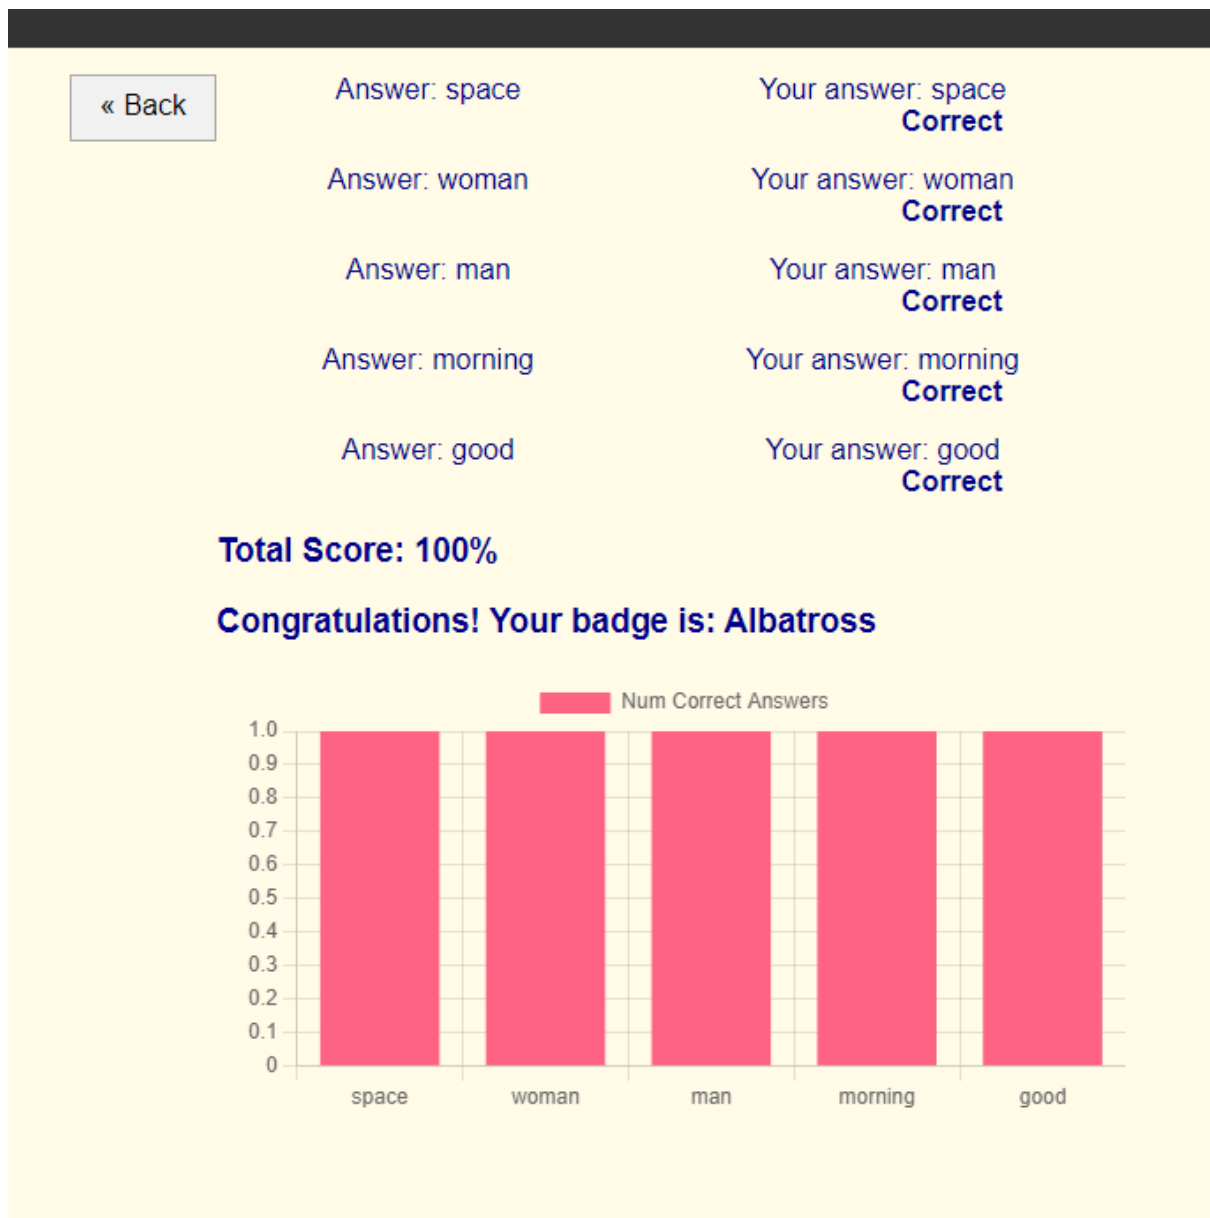 « Back
Answer: space
Your answer: space
Correct
Answer: woman
Your answer: woman
Correct
Answer: man
Your answer: man
Correct
Answer: morning
Your answer: morning
Correct
Answer: good
Your answer: good
Correct
Total Score: 100%
Congratulations! Your badge is: Albatross
Num Correct Answers
1.0
0.9
0.8
0.7
0.6
0.5
0.4
0.3
0.2
0.1
0
space woman man morning good